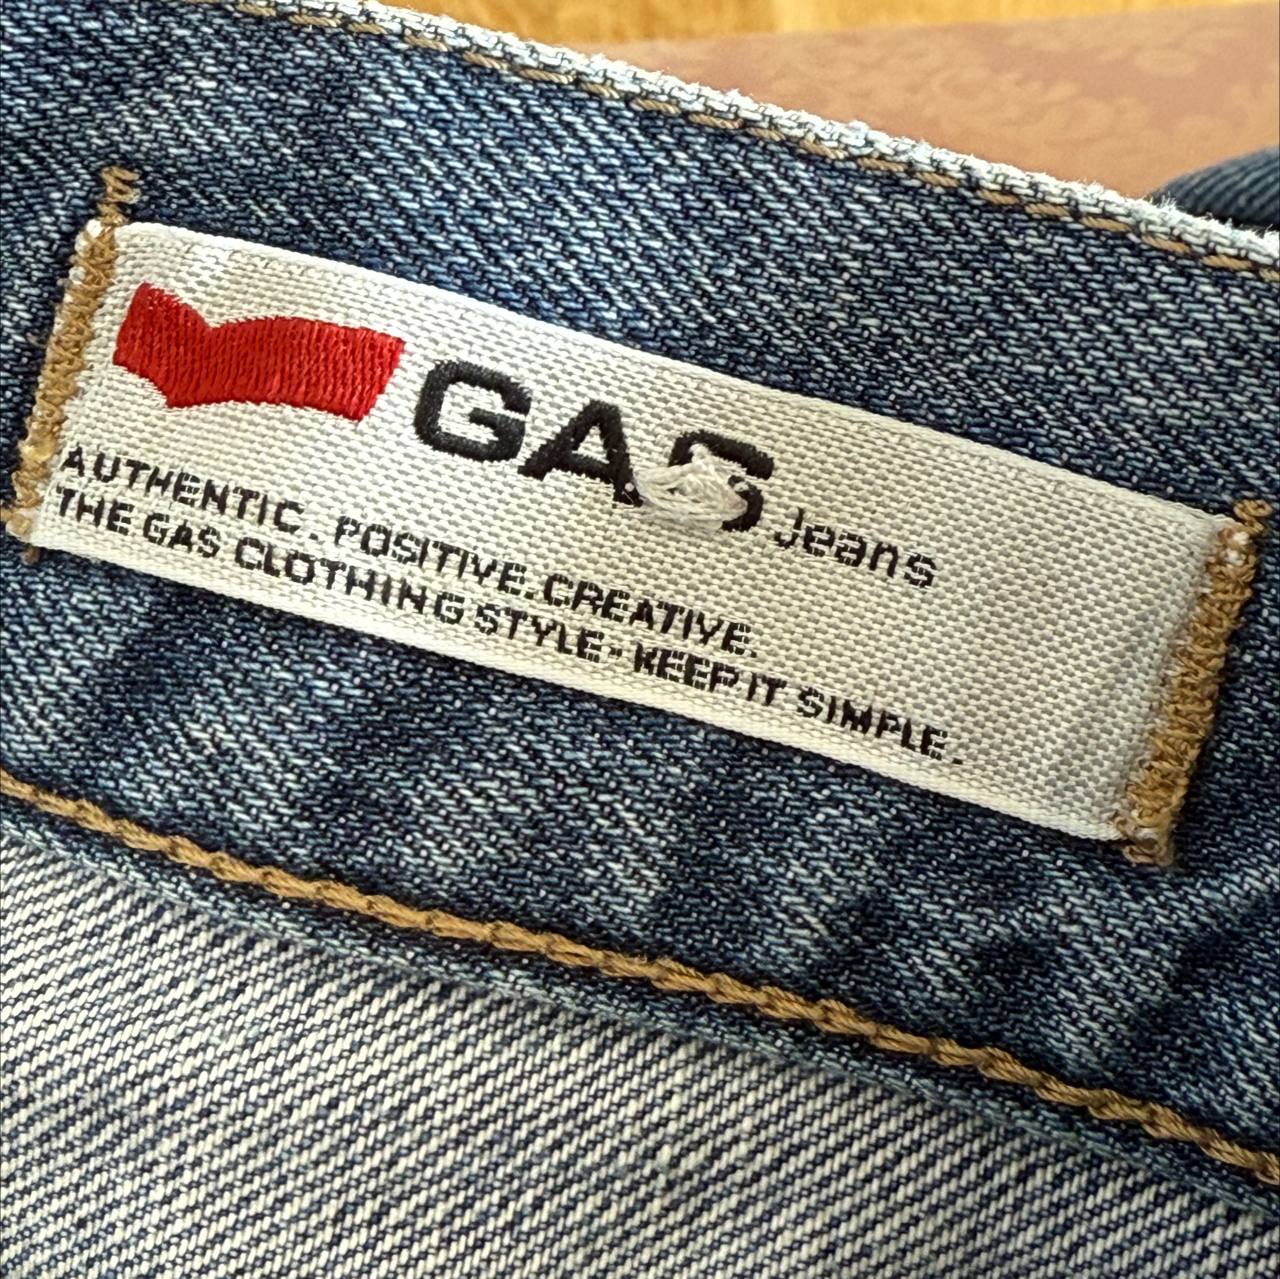 GAS Jeans
AUTHENTIC. POSITIVE.CREATIVE.
THE GAS CLOTHING STYLE-KEEP IT SIMPLE.